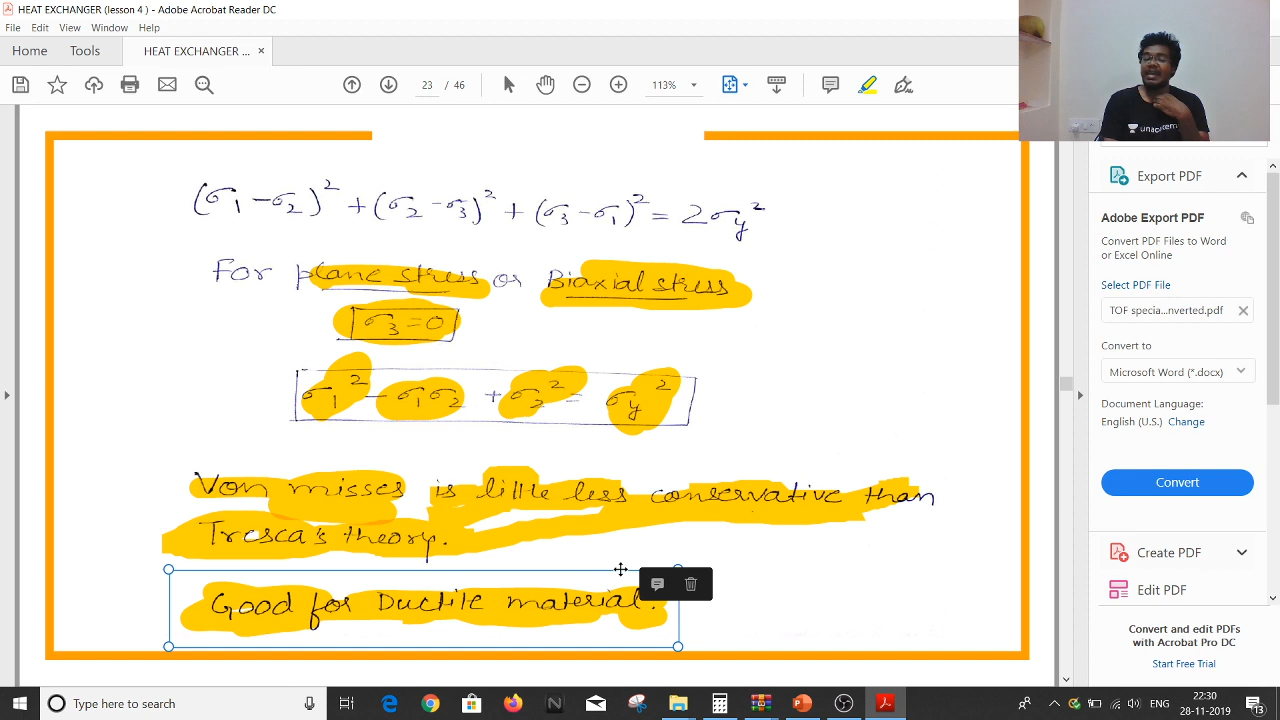 HEAT EXCHANGER (lesson 4 ) - Adobe Acrobat Reader DC
File Edit View Window Help
Home Tools HEAT EXCHANGER ... ×
23 / 46 113%
unacademy
(σ1 - σ2)² + (σ2 - σ3)² + (σ3 - σ1)² = 2σy²
For plane stress or Biaxial stress
σ3 = 0
σ1² - σ1σ2 + σ2² = σy²
Von misses is little less conservative than
Tresca's theory.
Good for Ductile material.
Export PDF
Adobe Export PDF
Convert PDF Files to Word
or Excel Online
Select PDF File
TOF specia...nverted.pdf
Convert to
Microsoft Word (*.docx)
Document Language:
English (U.S.) Change
Convert
Create PDF
Edit PDF
Convert and edit PDFs
with Acrobat Pro DC
Start Free Trial
Type here to search
22:30
28-11-2019
13